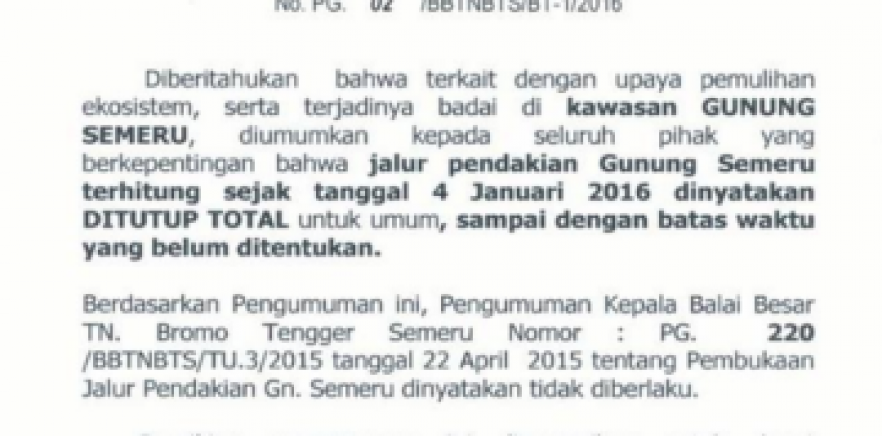 No. PG. 02 /BBTNBTS/BT-1/2016
Diberitahukan bahwa terkait dengan upaya pemulihan
ekosistem, serta terjadinya badai di kawasan GUNUNG
SEMERU, diumumkan kepada seluruh pihak yang
berkepentingan bahwa jalur pendakian Gunung Semeru
terhitung sejak tanggal 4 Januari 2016 dinyatakan
DITUTUP TOTAL untuk umum, sampai dengan batas waktu
yang belum ditentukan.
Berdasarkan Pengumuman ini, Pengumuman Kepala Balai Besar
TN. Bromo Tengger Semeru Nomor : PG. 220
/BBTNBTS/TU.3/2015 tanggal 22 April 2015 tentang Pembukaan
Jalur Pendakian Gn. Semeru dinyatakan tidak diberlaku.